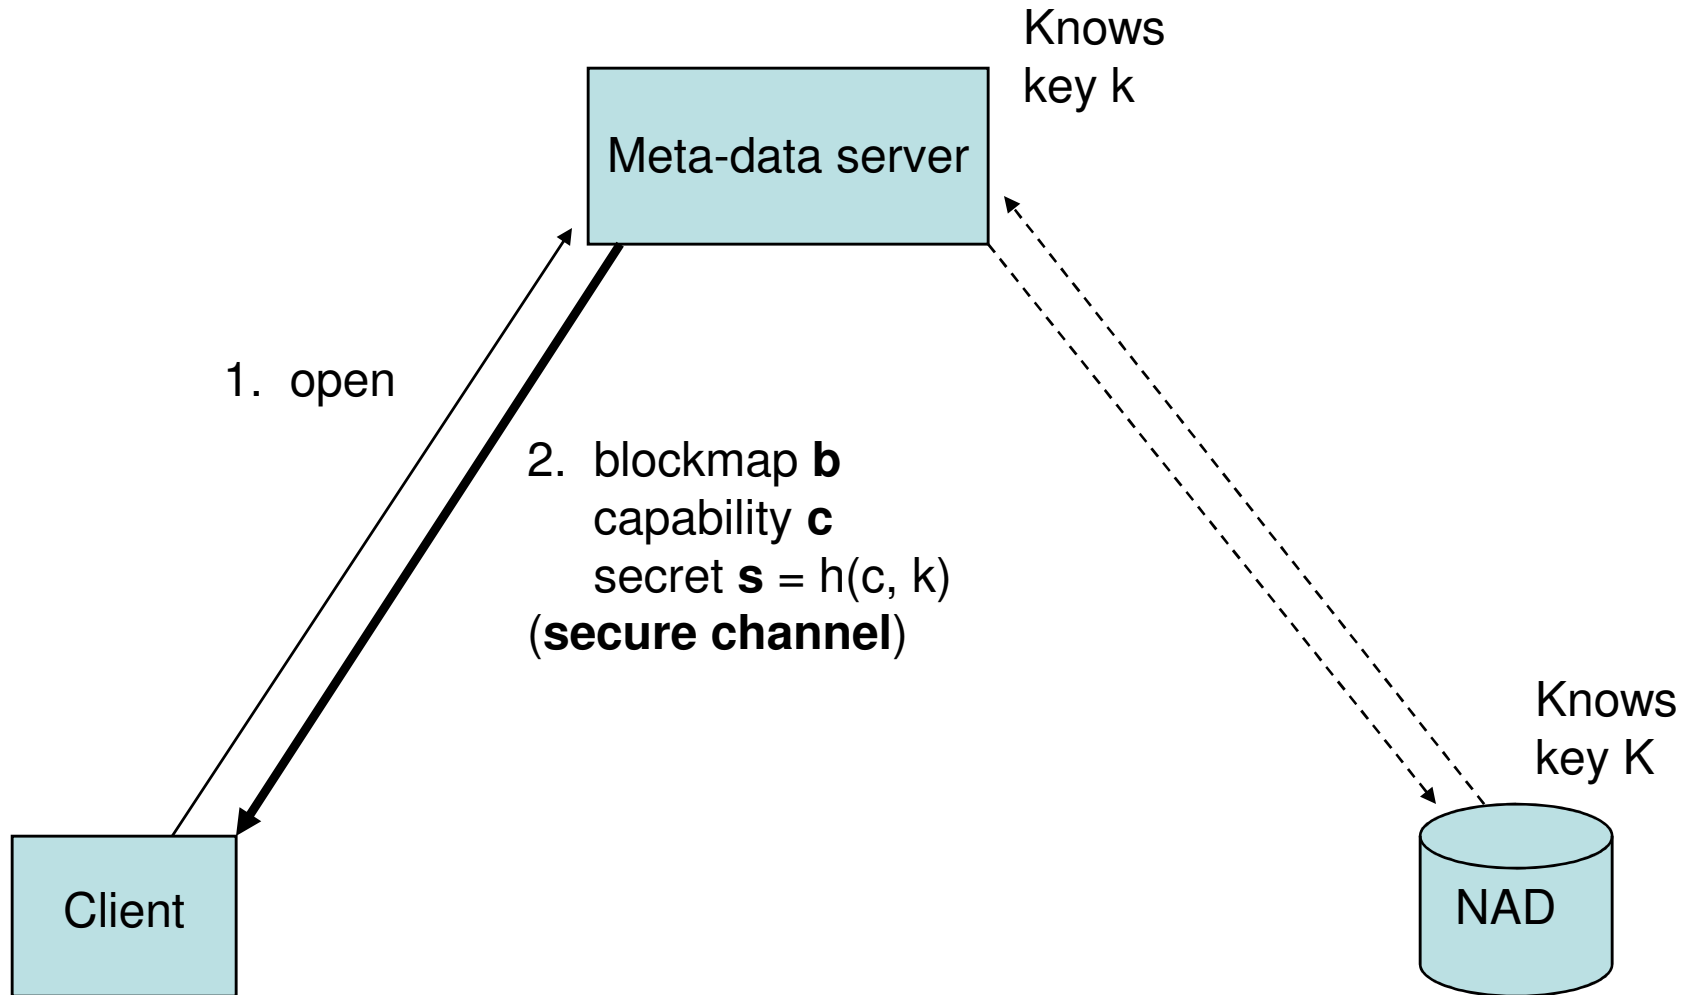 Knows
key k
Meta-data server
1. open
2. blockmap b
capability c
secret s = h(c, k)
(secure channel)
Knows
key K
Client
NAD